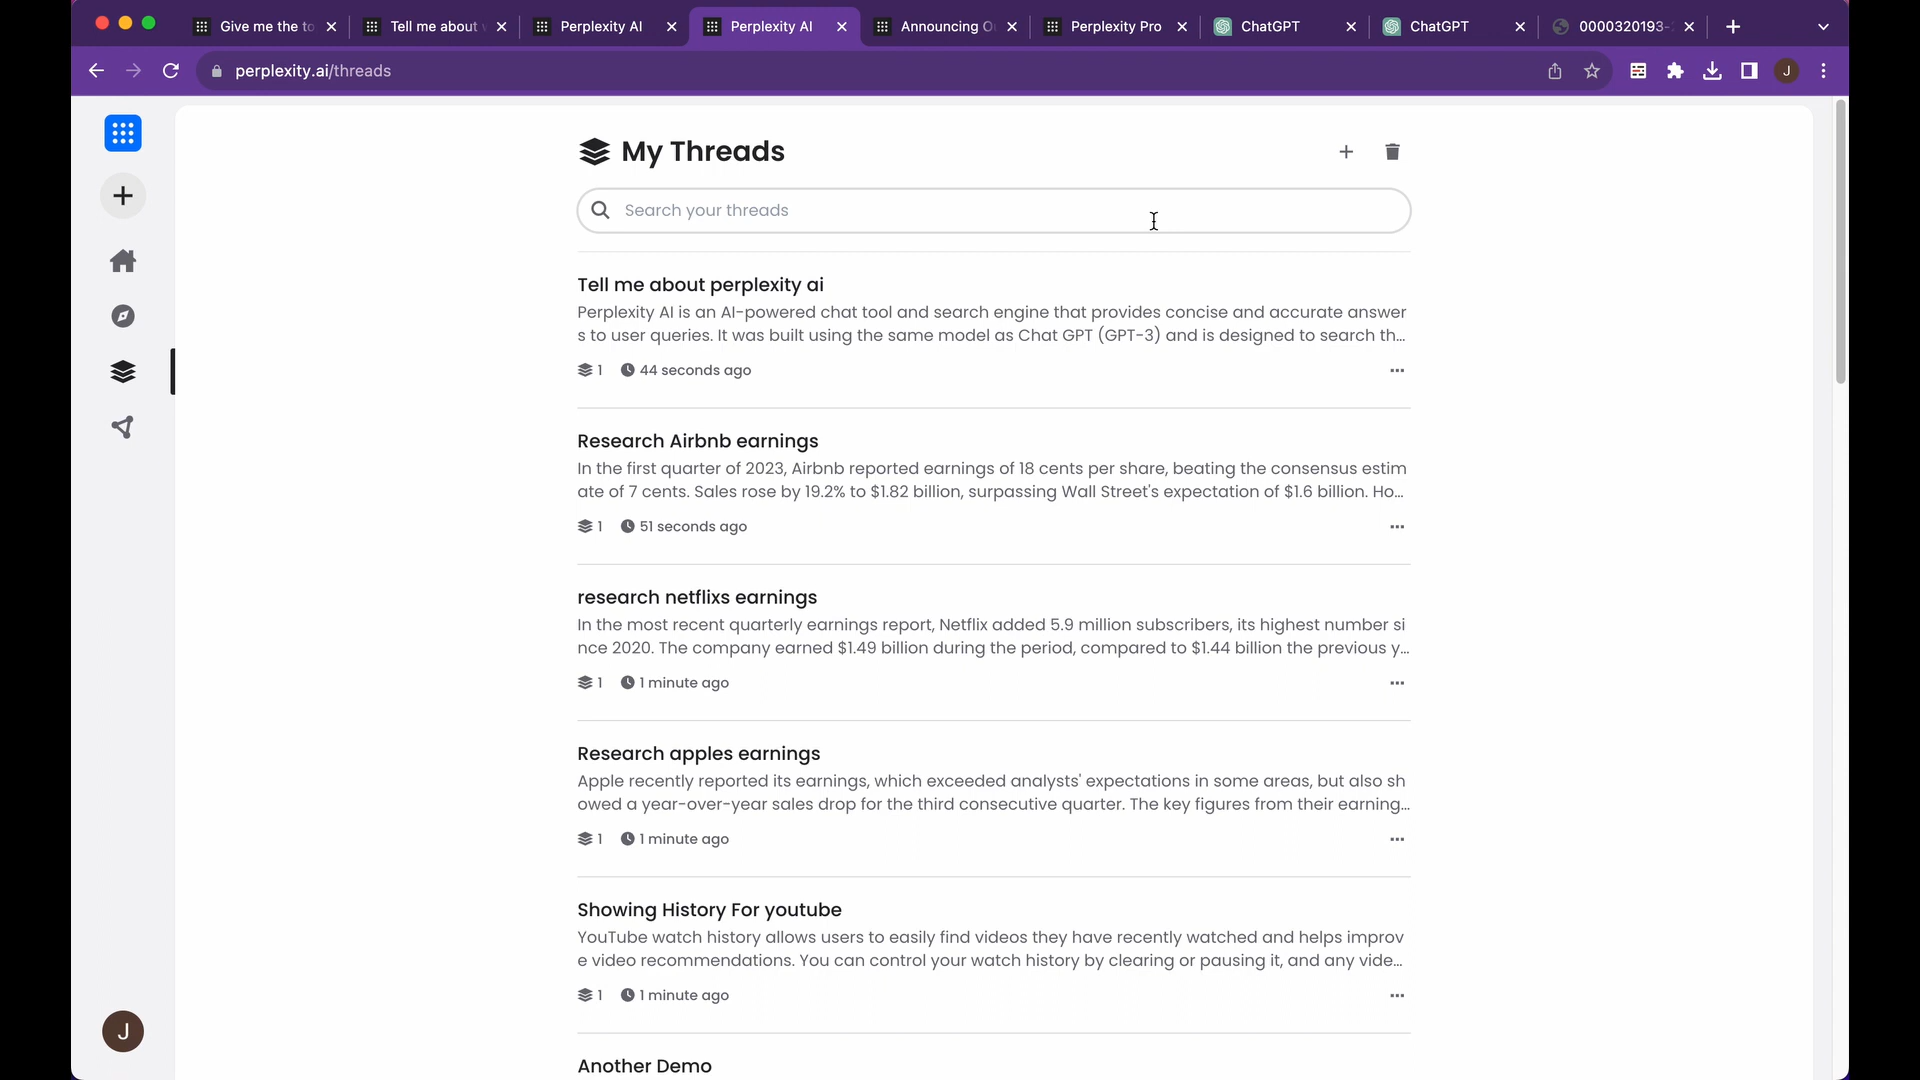 Give me the to
Tell me about
Perplexity AI
Perplexity AI
Announcing O
Perplexity Pro
ChatGPT
ChatGPT
0000320193-
perplexity.ai/threads
J
My Threads
Search your threads
Tell me about perplexity ai
Perplexity AI is an AI-powered chat tool and search engine that provides concise and accurate answer
s to user queries. It was built using the same model as Chat GPT (GPT-3) and is designed to search th...
1 44 seconds ago
Research Airbnb earnings
In the first quarter of 2023, Airbnb reported earnings of 18 cents per share, beating the consensus estim
ate of 7 cents. Sales rose by 19.2% to $1.82 billion, surpassing Wall Street's expectation of $1.6 billion. Ho...
1 51 seconds ago
research netflixs earnings
In the most recent quarterly earnings report, Netflix added 5.9 million subscribers, its highest number si
nce 2020. The company earned $1.49 billion during the period, compared to $1.44 billion the previous y...
1 1 minute ago
Research apples earnings
Apple recently reported its earnings, which exceeded analysts' expectations in some areas, but also sh
owed a year-over-year sales drop for the third consecutive quarter. The key figures from their earning...
1 1 minute ago
Showing History For youtube
YouTube watch history allows users to easily find videos they have recently watched and helps improv
e video recommendations. You can control your watch history by clearing or pausing it, and any vide...
1 1 minute ago
Another Demo
J